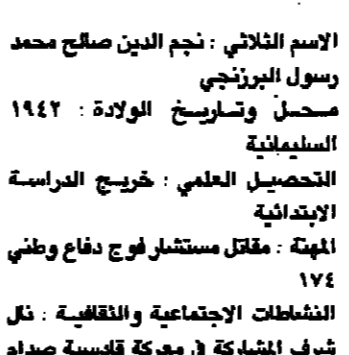 الاسم الثلاثي : نجم الدين صالح محمد
رسول البرزنجي
محل وتاريخ الولادة : ١٩٤٢
السليمانية
التحصيل العلمي : خريج الدراسة
الابتدائية
المهنة : مقاتل مستشار فوج دفاع وطني
١٧٤
النشاطات الاجتماعية والثقافية : نال
شرف المشاركة في معركة قادسية صدام